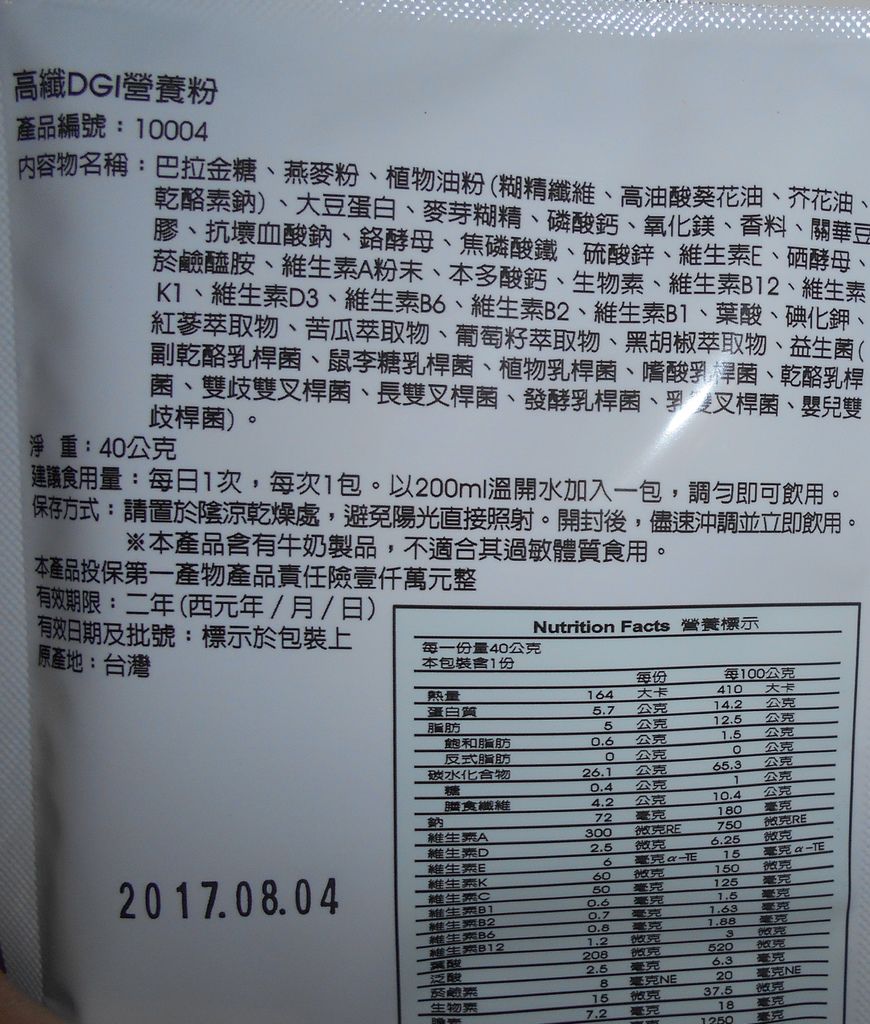 高纖DGI營養粉
產品編號：10004
內容物名稱：巴拉金糖、燕麥粉、植物油粉(糊精纖維、高油酸葵花油、芥花油、
乾酪素鈉)、大豆蛋白、麥芽糊精、磷酸鈣、氧化鎂、香料、關華豆
膠、抗壞血酸鈉、鉻酵母、焦磷酸鐵、硫酸鋅、維生素E、硒酵母、
菸鹼醯胺、維生素A粉末、本多酸鈣、生物素、維生素B12、維生素
K1、維生素D3、維生素B6、維生素B2、維生素B1、葉酸、碘化鉀、
紅蔘萃取物、苦瓜萃取物、葡萄籽萃取物、黑胡椒萃取物、益生菌(
副乾酪乳桿菌、鼠李糖乳桿菌、植物乳桿菌、嗜酸乳桿菌、乾酪乳桿
菌、雙歧雙叉桿菌、長雙叉桿菌、發酵乳桿菌、乳雙叉桿菌、嬰兒雙
歧桿菌)。
淨 重：40公克
建議食用量：每日1次，每次1包。以200ml溫開水加入一包，調勻即可飲用。
保存方式：請置於陰涼乾燥處，避免陽光直接照射。開封後，儘速沖調並立即飲用。
※本產品含有牛奶製品，不適合其過敏體質食用。
本產品投保第一產物產品責任險壹仟萬元整
有效期限：二年(西元年/月/日)
有效日期及批號：標示於包裝上
原產地：台灣
2017.08.04
Nutrition Facts 營養標示
每一份量40公克
本包裝含1份
每份 每100公克
熱量 164 大卡 410 大卡
蛋白質 5.7 公克 14.2 公克
脂肪 5 公克 12.5 公克
飽和脂肪 0.6 公克 1.5 公克
反式脂肪 0 公克 0 公克
碳水化合物 26.1 公克 65.3 公克
糖 0.4 公克 1 公克
膳食纖維 4.2 公克 10.4 公克
鈉 72 毫克 180 毫克
維生素A 300 微克RE 750 微克RE
維生素D 2.5 微克 6.25 微克
維生素E 6 毫克α-TE 15 毫克α-TE
維生素K 60 微克 150 微克
維生素C 50 毫克 125 毫克
維生素B1 0.6 毫克 1.5 毫克
維生素B2 0.7 毫克 1.63 毫克
維生素B6 0.8 毫克 1.88 毫克
維生素B12 1.2 微克 3 微克
葉酸 208 微克 520 微克
泛酸 2.5 毫克 6.3 毫克
菸鹼素 8 毫克NE 20 毫克NE
生物素 15 微克 37.5 微克
膽素 7.2 毫克 18 毫克
1250 毫克